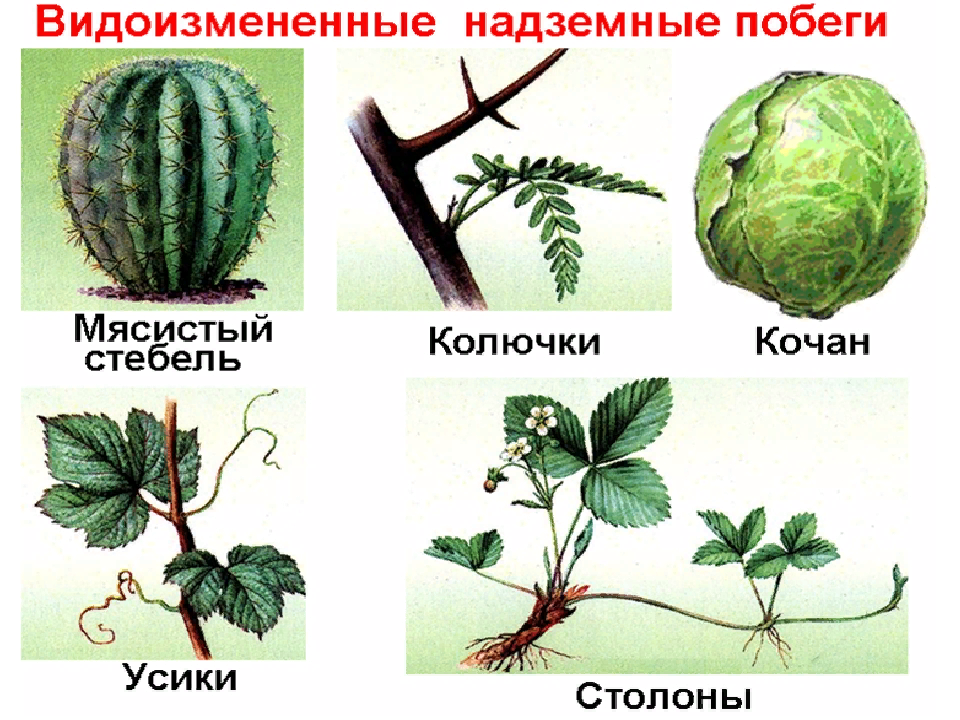 Видоизмененные надземные побеги
Мясистый
стебель
Колючки
Кочан
Усики
Столоны